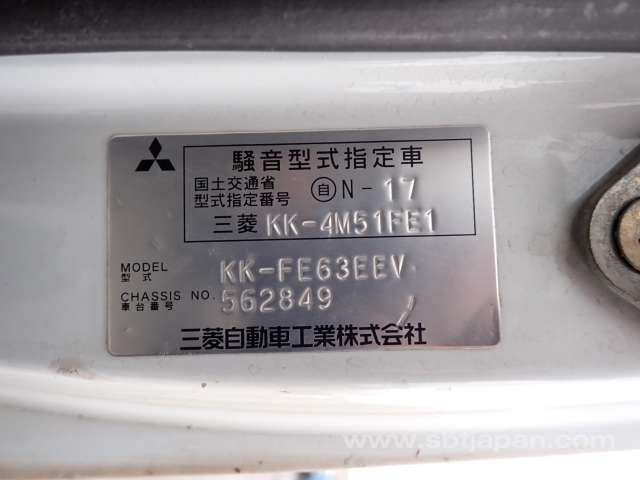 騒音型式指定車
国土交通省
型式指定番号 自 N-17
三菱 KK-4M51FE1
MODEL
型式 KK-FE63EEV
CHASSIS NO.
車台番号 562849
三菱自動車工業株式会社
www.sbtjapan.com